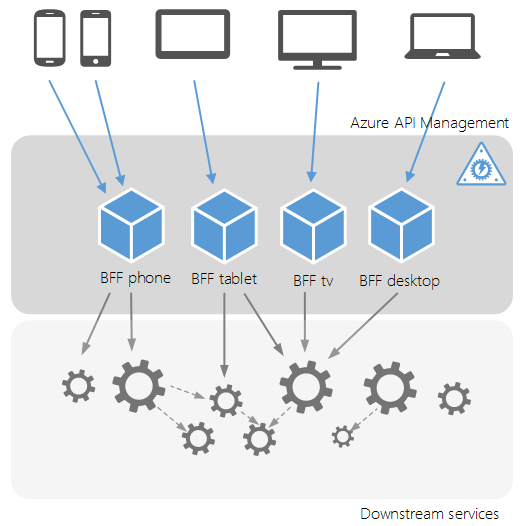 Azure API Management
BFF phone
BFF tablet
BFF tv
BFF desktop
Downstream services